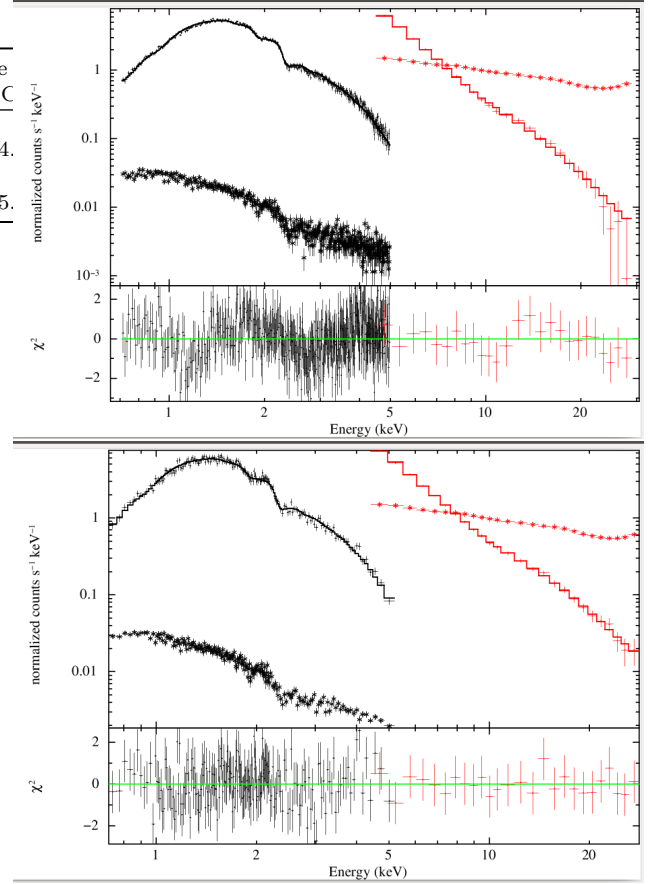 e
C
4.
5.
normalized counts s⁻¹ keV⁻¹
1
0.1
0.01
10⁻³
χ²
2
0
−2
1 2 5 10 20
Energy (keV)
normalized counts s⁻¹ keV⁻¹
1
0.1
0.01
χ²
2
0
−2
1 2 5 10 20
Energy (keV)